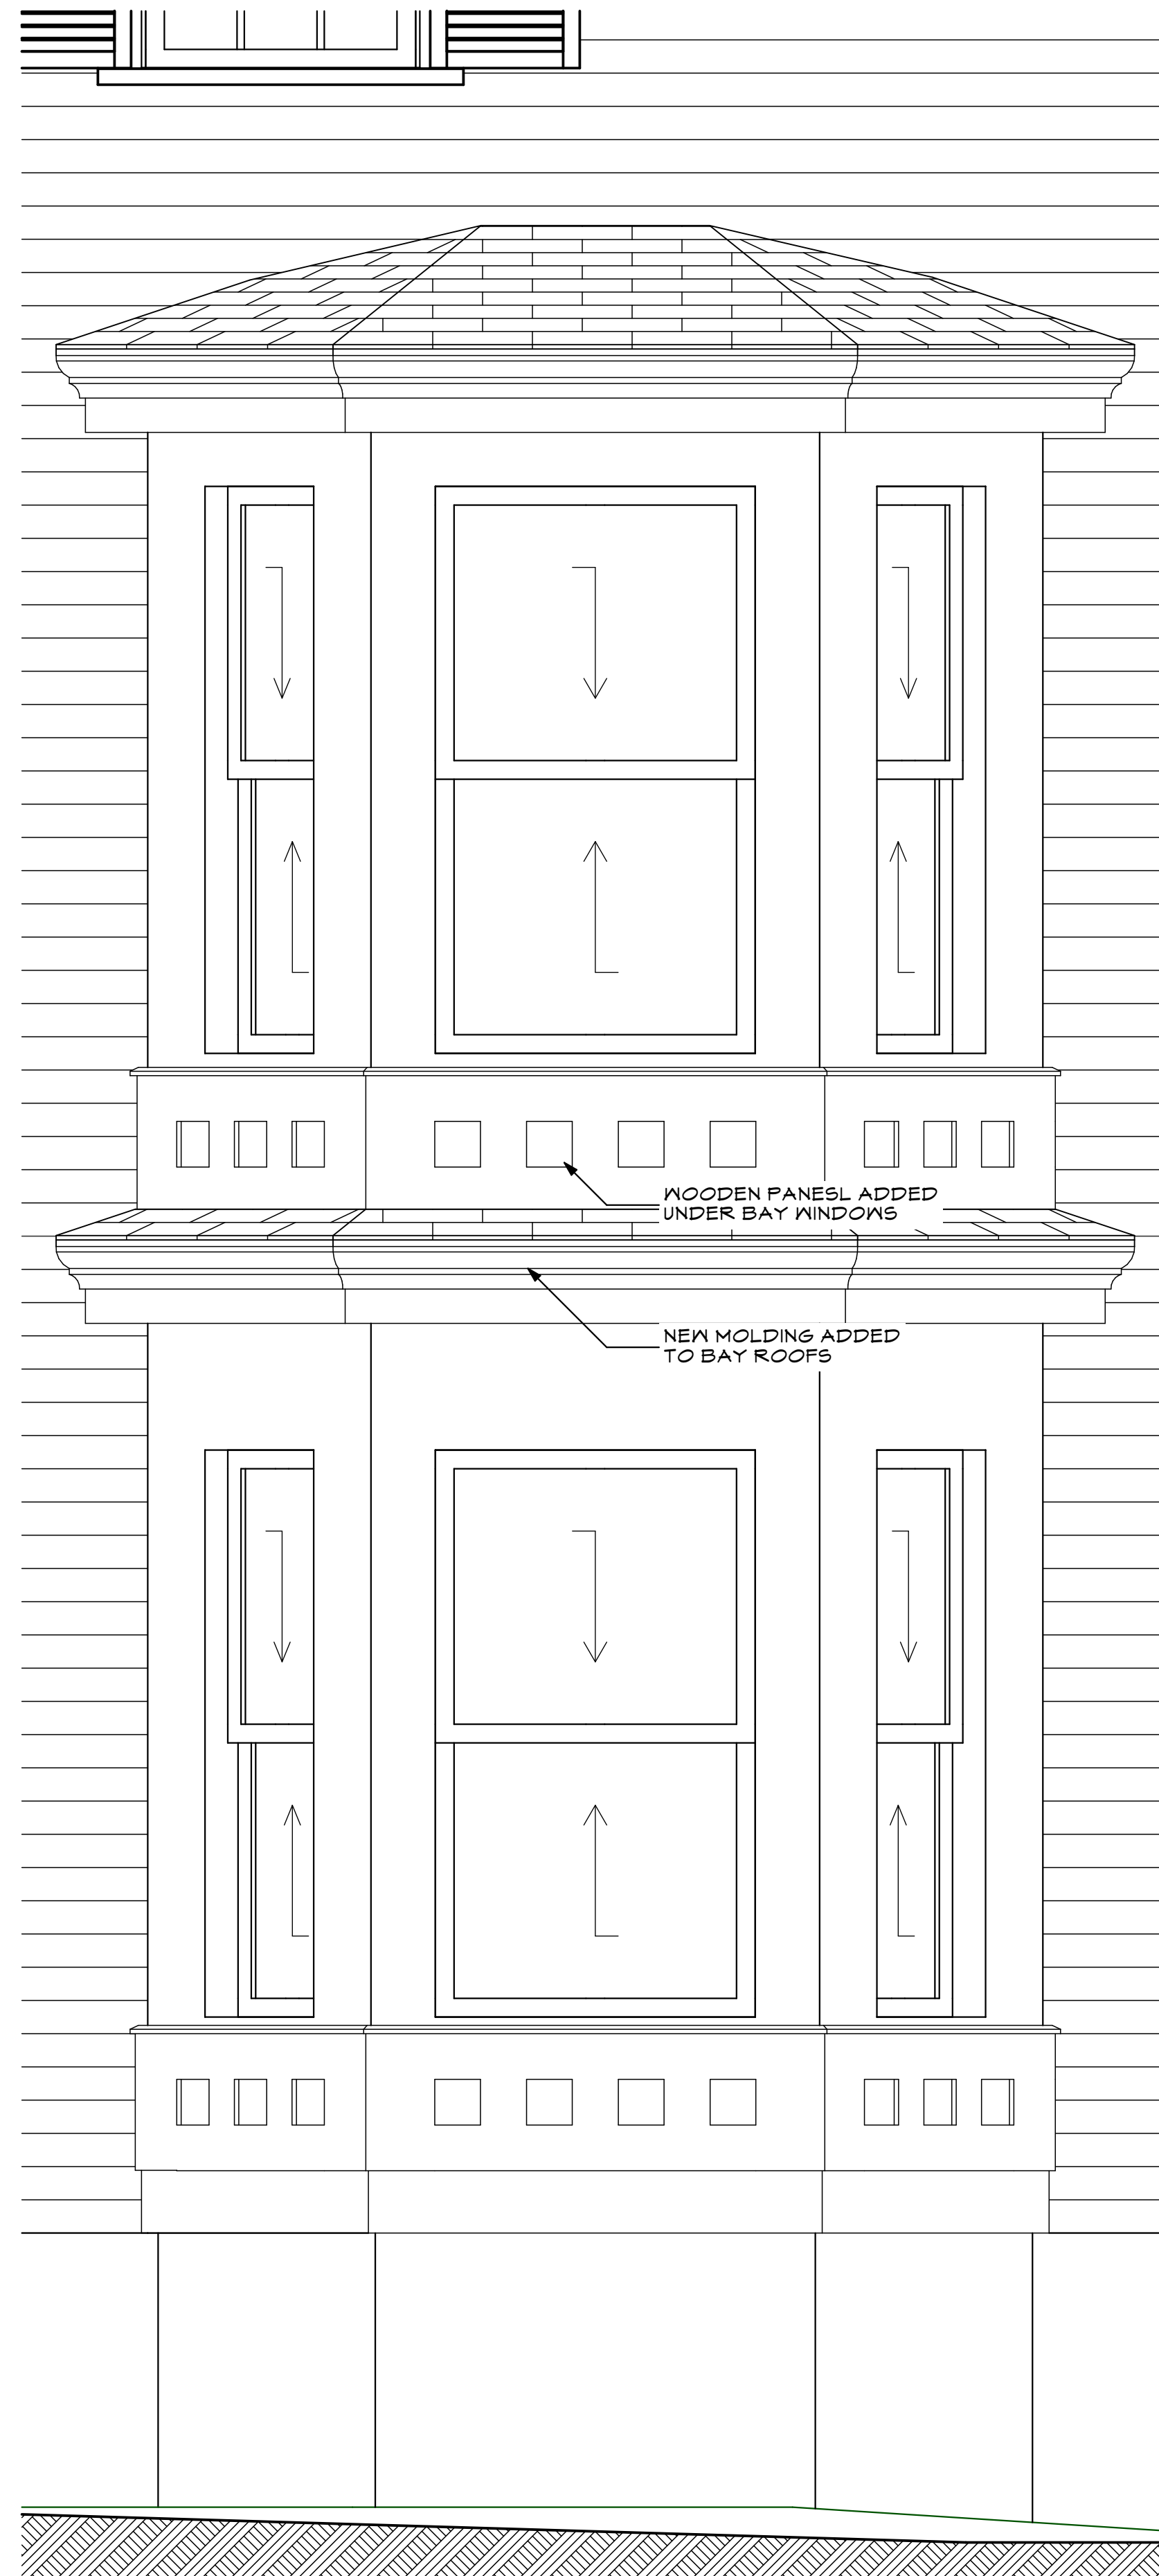 WOODEN PANESL ADDED
UNDER BAY WINDOWS
NEW MOLDING ADDED
TO BAY ROOFS